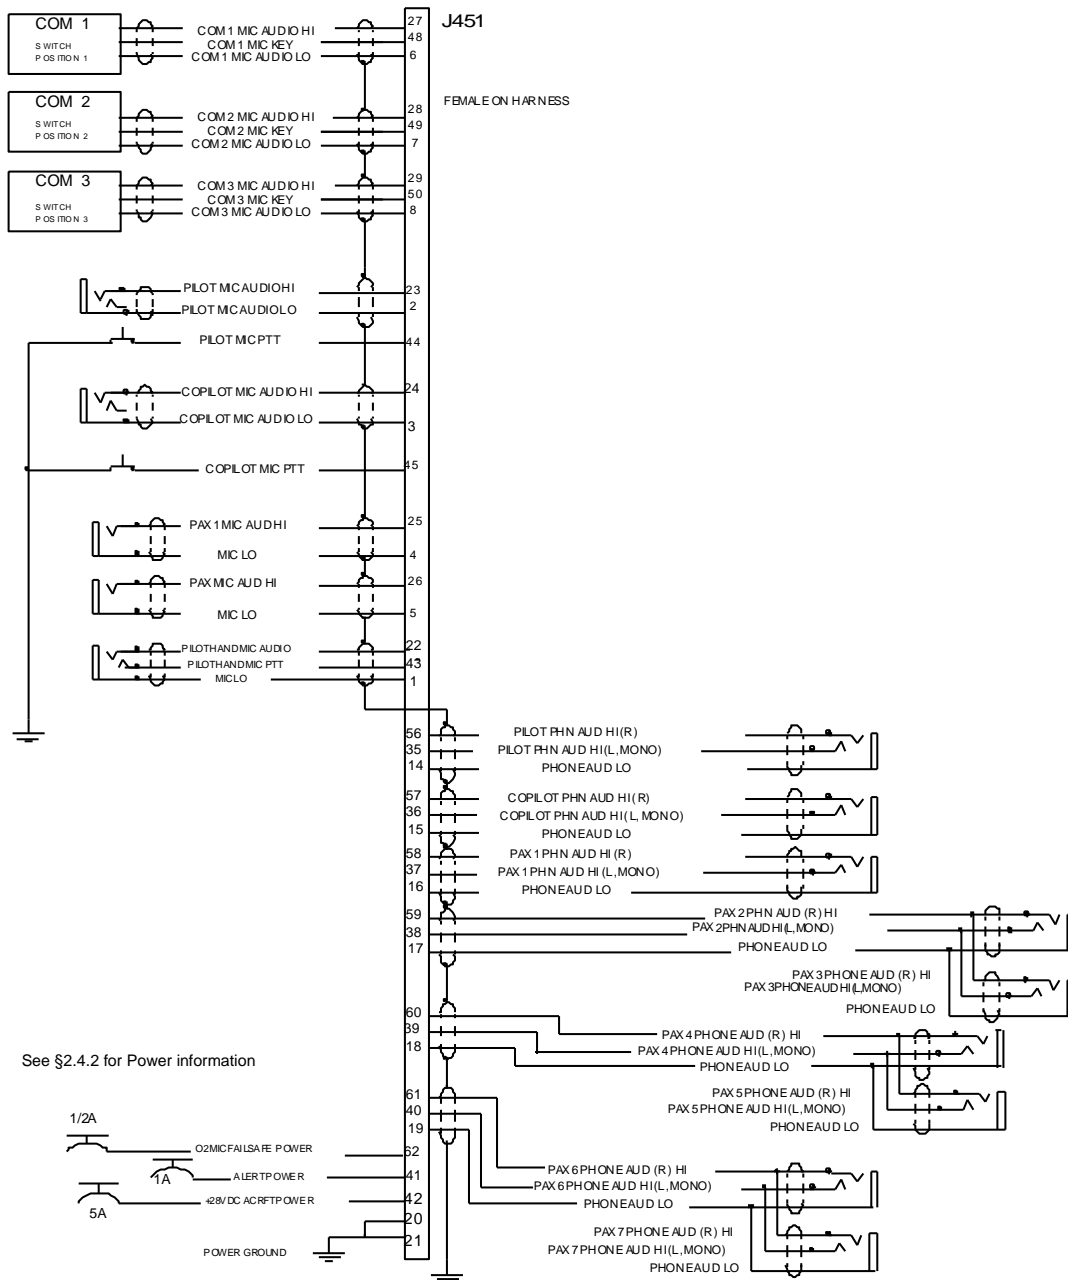 J451
FEMALE ON HARNESS
COM 1
SWITCH
POSITION 1
COM 1 MIC AUDIO HI 27
COM 1 MIC KEY 48
COM 1 MIC AUDIO LO 6
COM 2
SWITCH
POSITION 2
COM 2 MIC AUDIO HI 28
COM 2 MIC KEY 49
COM 2 MIC AUDIO LO 7
COM 3
SWITCH
POSITION 3
COM 3 MIC AUDIO HI 29
COM 3 MIC KEY 50
COM 3 MIC AUDIO LO 8
PILOT MIC AUDIO HI 23
PILOT MIC AUDIO LO 2
PILOT MIC PTT 44
COPILOT MIC AUDIO HI 24
COPILOT MIC AUDIO LO 3
COPILOT MIC PTT 45
PAX 1 MIC AUD HI 25
MIC LO 4
PAX MIC AUD HI 26
MIC LO 5
PILOT HAND MIC AUDIO 22
PILOT HAND MIC PTT 43
MIC LO 1
56 PILOT PHN AUD HI (R)
35 PILOT PHN AUD HI (L, MONO)
14 PHONE AUD LO
57 COPILOT PHN AUD HI (R)
36 COPILOT PHN AUD HI (L, MONO)
15 PHONE AUD LO
58 PAX 1 PHN AUD HI (R)
37 PAX 1 PHN AUD HI (L, MONO)
16 PHONE AUD LO
59 PAX 2 PHN AUD (R) HI
38 PAX 2 PHN AUD HI (L, MONO)
17 PHONE AUD LO
PAX 3 PHONE AUD (R) HI
PAX 3 PHONE AUD HI (L, MONO)
PHONE AUD LO
60 PAX 4 PHONE AUD (R) HI
39 PAX 4 PHONE AUD HI (L, MONO)
18 PHONE AUD LO
See §2.4.2 for Power information
PAX 5 PHONE AUD (R) HI
PAX 5 PHONE AUD HI (L, MONO)
PHONE AUD LO
61 PAX 6 PHONE AUD (R) HI
40 PAX 6 PHONE AUD HI (L, MONO)
19 PHONE AUD LO
PAX 7 PHONE AUD (R) HI
PAX 7 PHONE AUD HI (L, MONO)
PHONE AUD LO
1/2A
O2 MIC FAILSAFE POWER 62
1A ALERT POWER 41
5A +28VDC ACRFT POWER 42
20
POWER GROUND 21